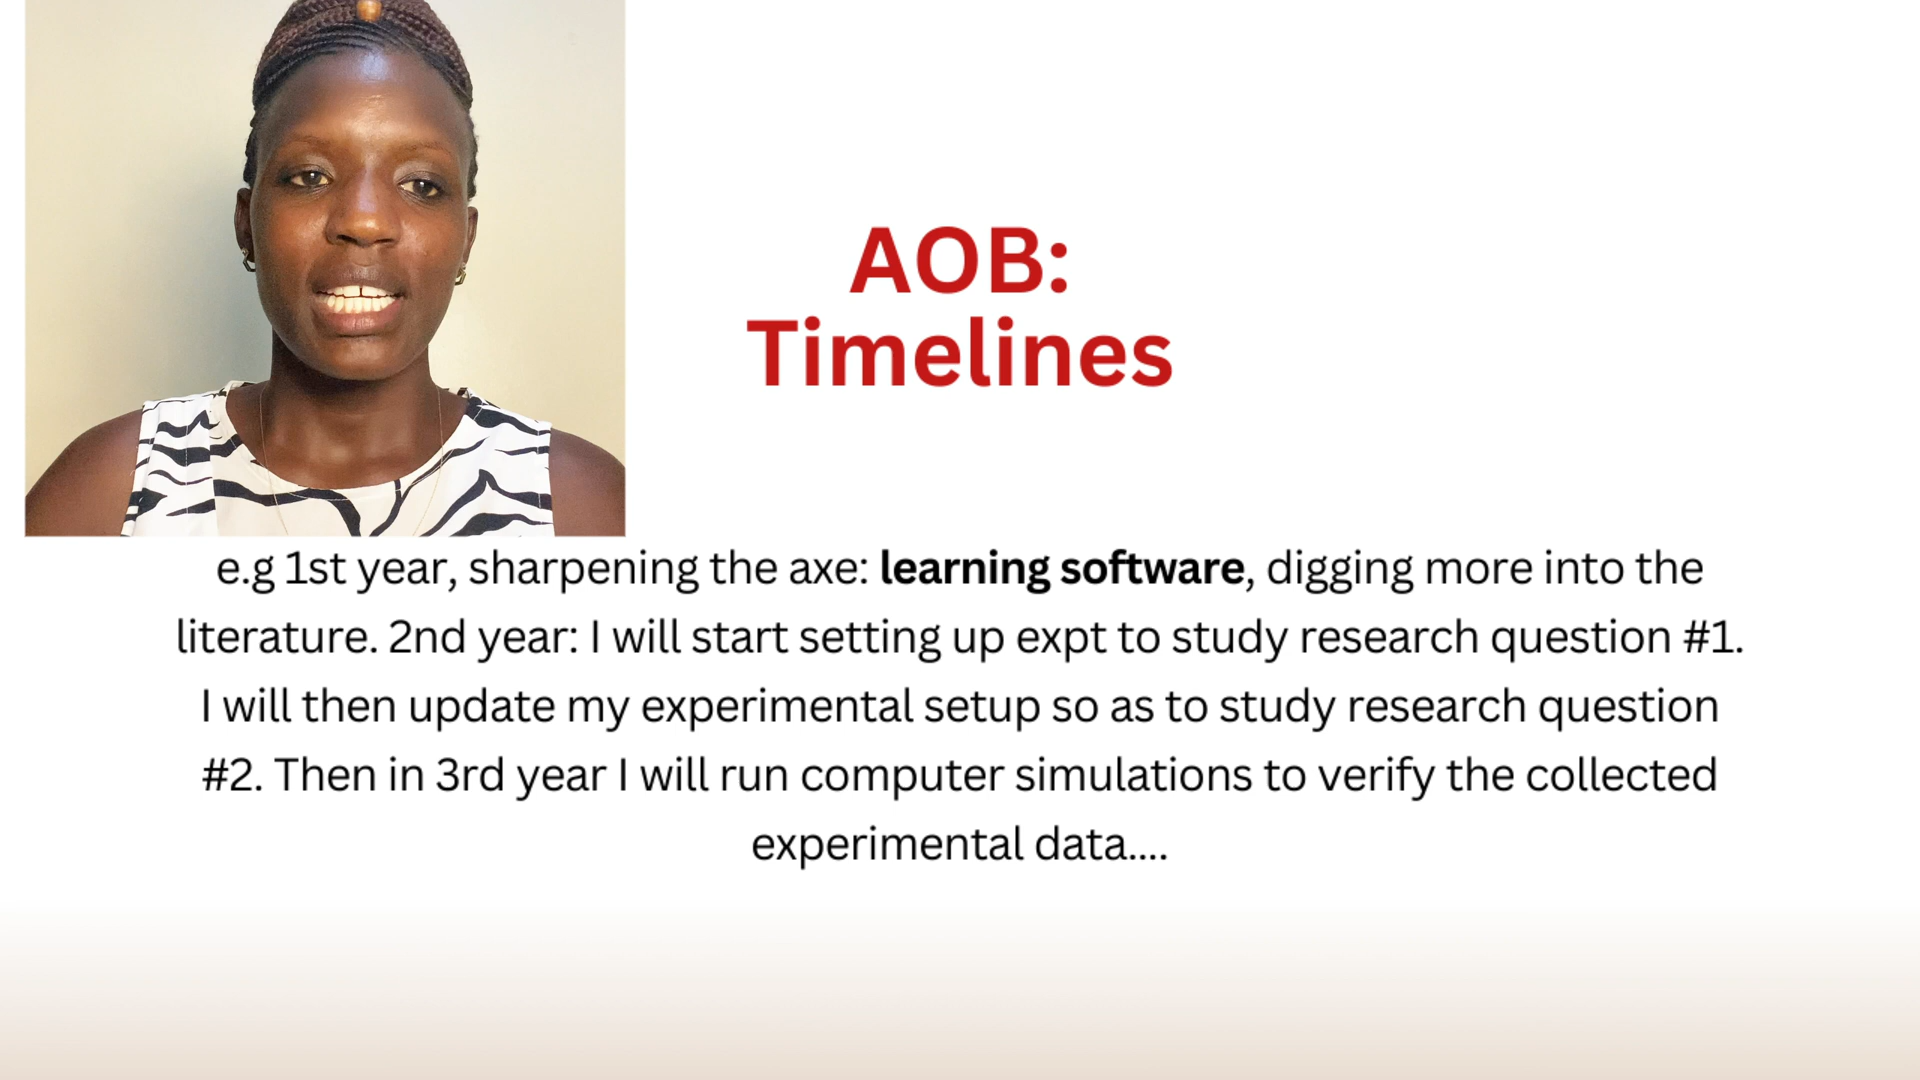 AOB:
Timelines
e.g 1st year, sharpening the axe: learning software, digging more into the
literature. 2nd year: I will start setting up expt to study research question #1.
I will then update my experimental setup so as to study research question
#2. Then in 3rd year I will run computer simulations to verify the collected
experimental data....